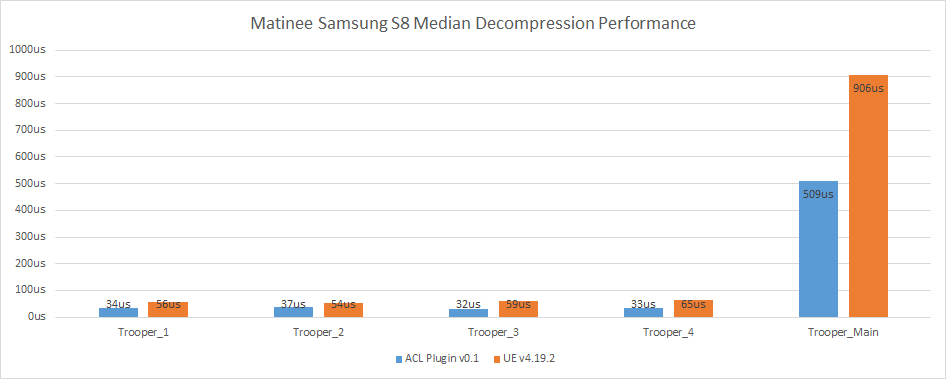 Matinee Samsung S8 Median Decompression Performance
1000us
900us
800us
700us
600us
500us
400us
300us
200us
100us
0us
34us 56us 37us 54us 32us 59us 33us 65us 509us 906us
Trooper_1 Trooper_2 Trooper_3 Trooper_4 Trooper_Main
ACL Plugin v0.1 UE v4.19.2